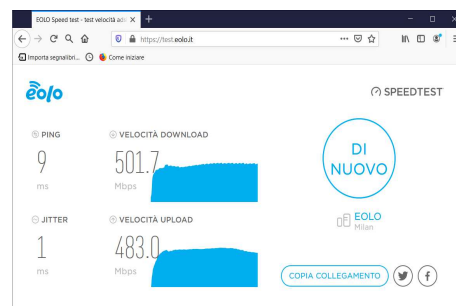 EOLO Speed test - test velocità ads
https://test.eolo.it
Importa segnalibri...
Come iniziare
eolo
SPEEDTEST
PING
9
ms
VELOCITÀ DOWNLOAD
501.7
Mbps
DI
NUOVO
JITTER
1
ms
VELOCITÀ UPLOAD
483.0
Mbps
EOLO
Milan
COPIA COLLEGAMENTO